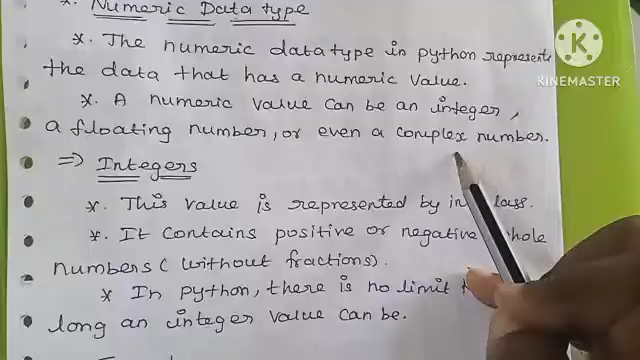 *. Numeric Data type
*. The numeric data type in python represents
the data that has a numeric value.
*. A numeric value can be an integer,
a floating number, or even a complex number.
=> Integers
*. This value is represented by
*. It contains positive or negative
numbers ( without fractions).
* In python, there is no limit
long an integer value can be.
KINEMASTER